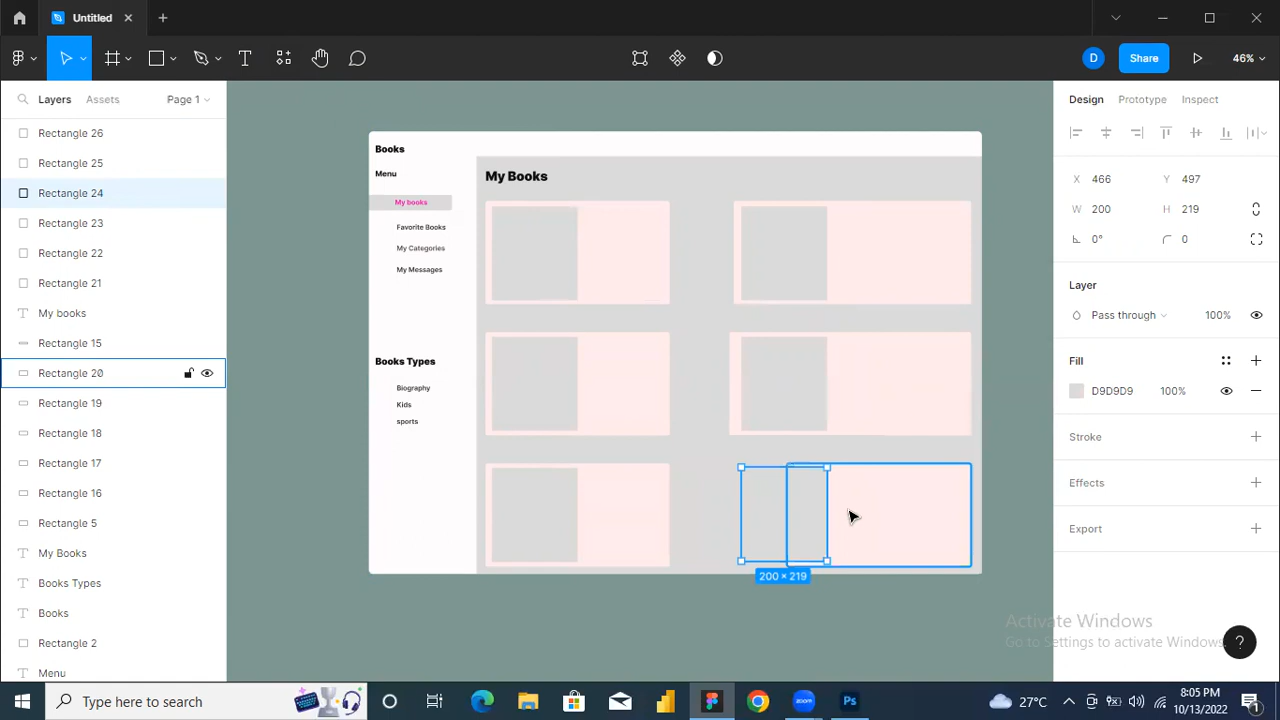 Untitled
D
Share
46%
Layers
Assets
Page 1
Rectangle 26
Rectangle 25
Rectangle 24
Rectangle 23
Rectangle 22
Rectangle 21
My books
Rectangle 15
Rectangle 20
Rectangle 19
Rectangle 18
Rectangle 17
Rectangle 16
Rectangle 5
My Books
Books Types
Books
Rectangle 2
Menu
Books
Menu
My books
Favorite Books
My Categories
My Messages
Books Types
Biography
Kids
sports
My Books
200 × 219
Design
Prototype
Inspect
X 466
Y 497
W 200
H 219
0°
0
Layer
Pass through
100%
Fill
D9D9D9
100%
Stroke
Effects
Export
Activate Windows
Go to Settings to activate Windows.
?
Type here to search
zoom
Ps
27°C
8:05 PM
10/13/2022
1